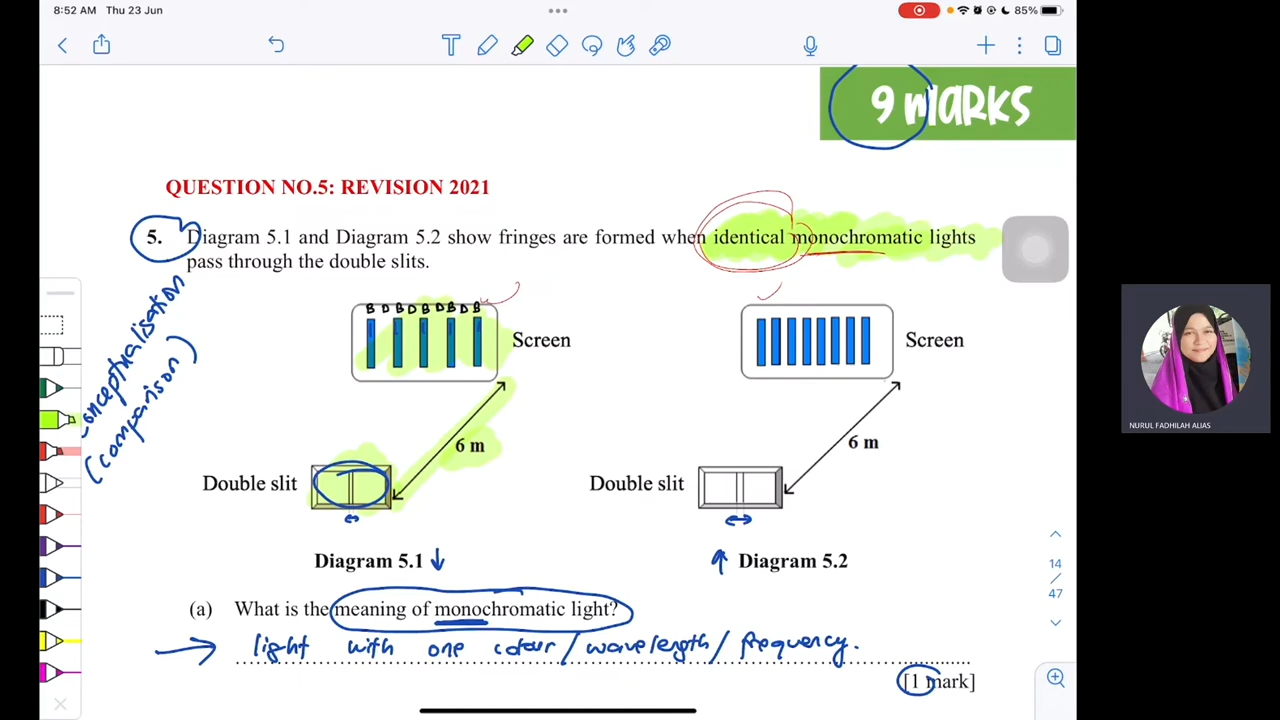 8:52 AM Thu 23 Jun
85%
9 MARKS
QUESTION NO.5: REVISION 2021
5. Diagram 5.1 and Diagram 5.2 show fringes are formed when identical monochromatic lights
pass through the double slits.
conceptualisation
(comparison)
B D B D B D B D B
Screen
Screen
6 m
6 m
Double slit
Double slit
Diagram 5.1
Diagram 5.2
(a) What is the meaning of monochromatic light?
light with one colour / wavelength / frequency.
[1 mark]
14
/
47
T
NURUL FADHILAH ALIAS